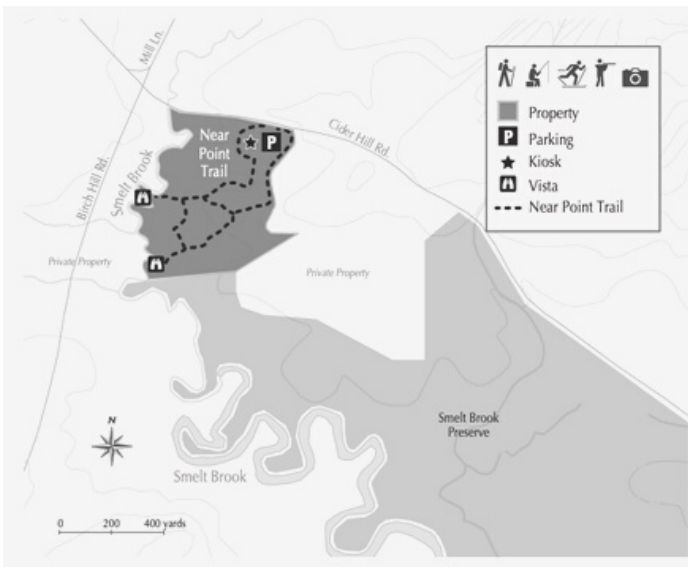 Mill Ln.
Near
Point
Trail
P
Cider Hill Rd.
Birch Hill Rd.
Smelt Brook
Private Property
Private Property
Property
P Parking
Kiosk
Vista
Near Point Trail
Smelt Brook
Preserve
N
Smelt Brook
0 200 400 yards